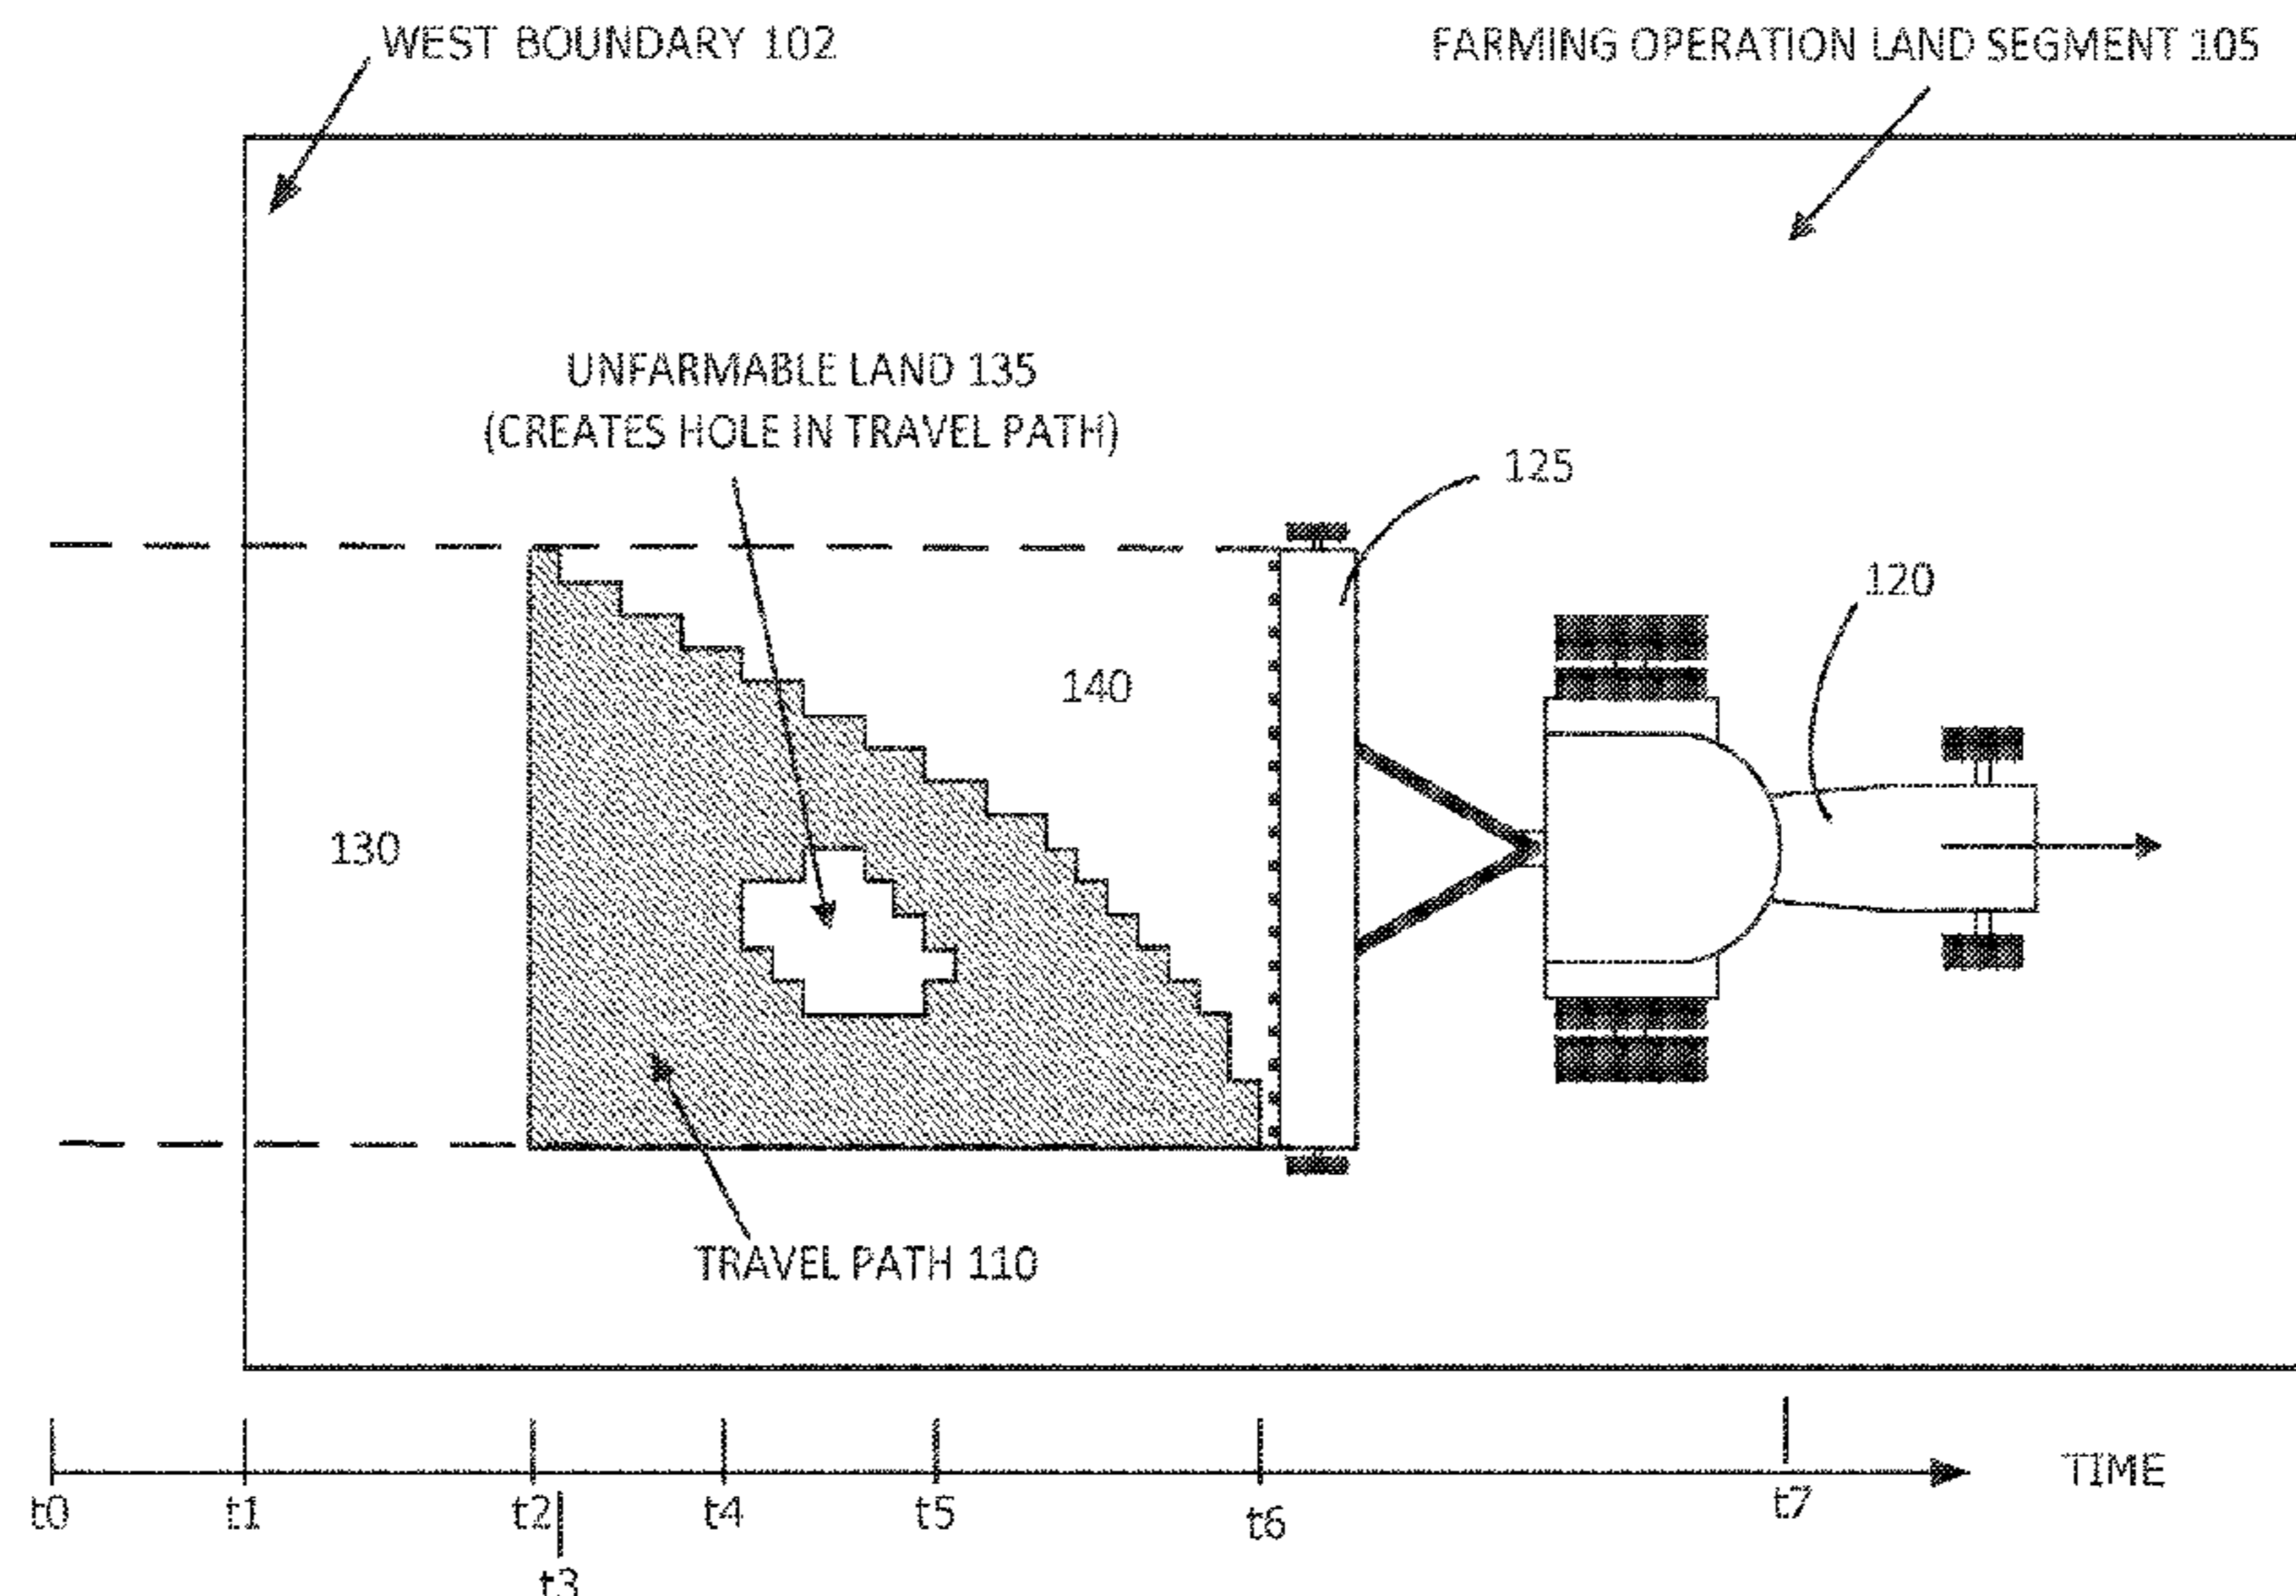 WEST BOUNDARY 102
FARMING OPERATION LAND SEGMENT 105
UNFARMABLE LAND 135
(CREATES HOLE IN TRAVEL PATH)
125
120
140
130
TRAVEL PATH 110
TIME
t0
t1
t2
t3
t4
t5
t6
t7